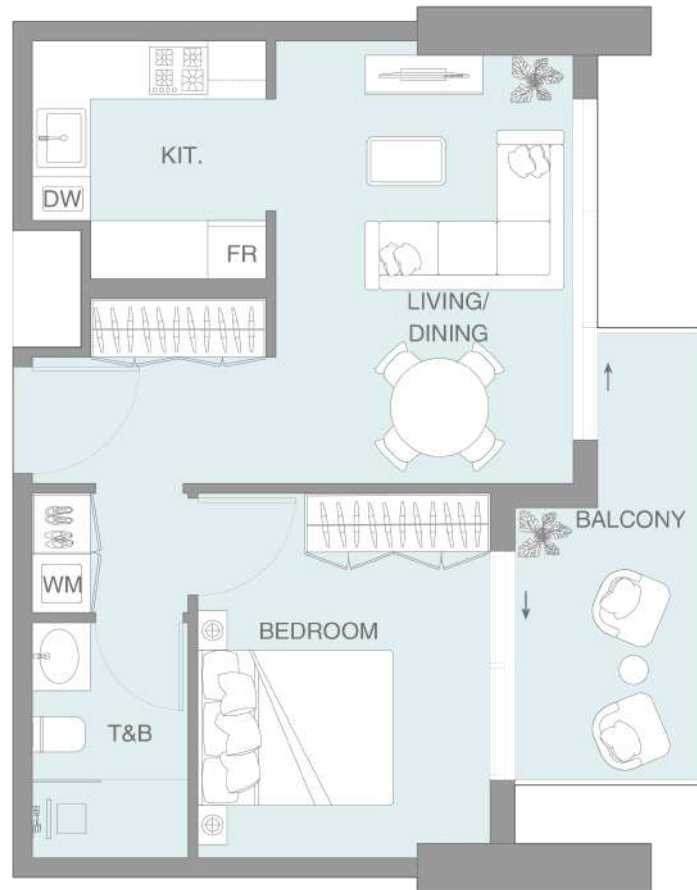 KIT.
DW
FR
LIVING/
DINING
BALCONY
WM
BEDROOM
T&B